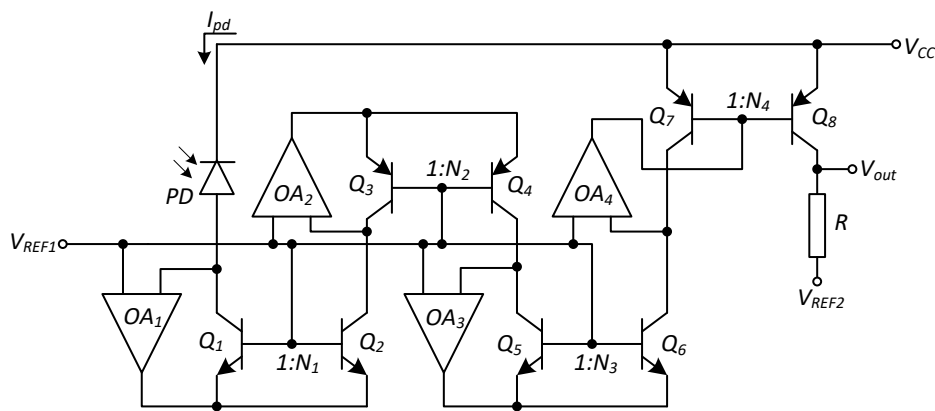 I_pd
V_CC
Q_7
1:N_4
Q_8
PD
OA_2
Q_3
1:N_2
Q_4
OA_4
V_out
V_REF1
R
OA_1
OA_3
V_REF2
Q_1
Q_2
Q_5
Q_6
1:N_1
1:N_3